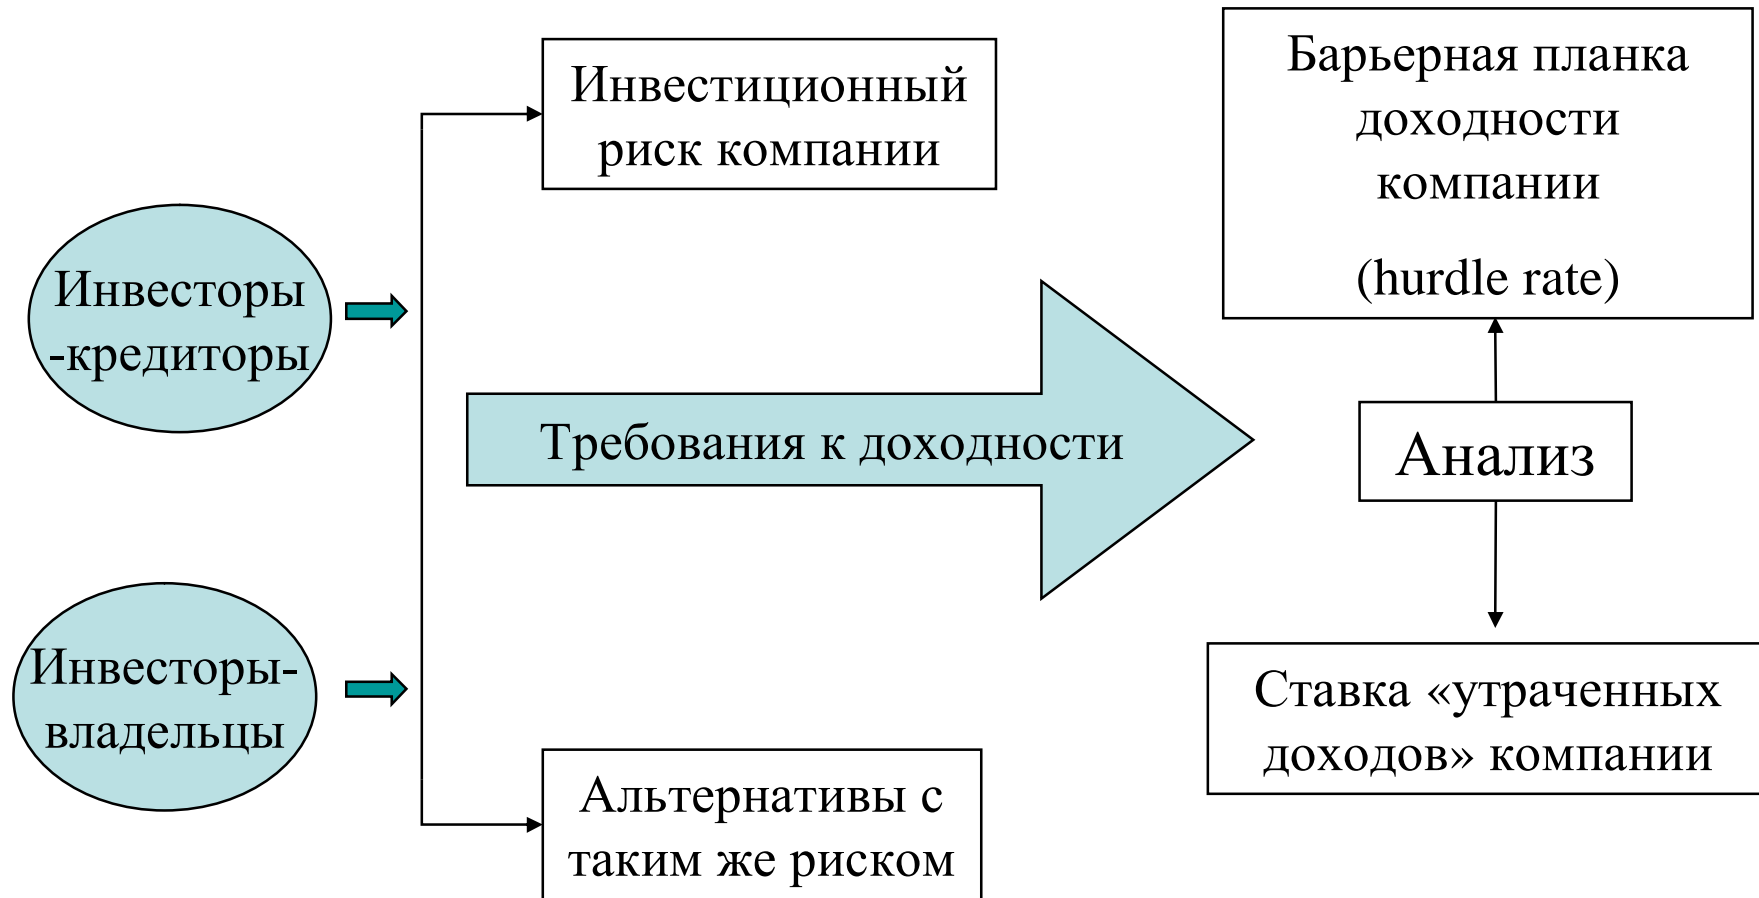 Инвестиционный
риск компании
Барьерная планка
доходности
компании
(hurdle rate)
Инвесторы
-кредиторы
Требования к доходности
Анализ
Инвесторы-
владельцы
Ставка «утраченных
доходов» компании
Альтернативы с
таким же риском